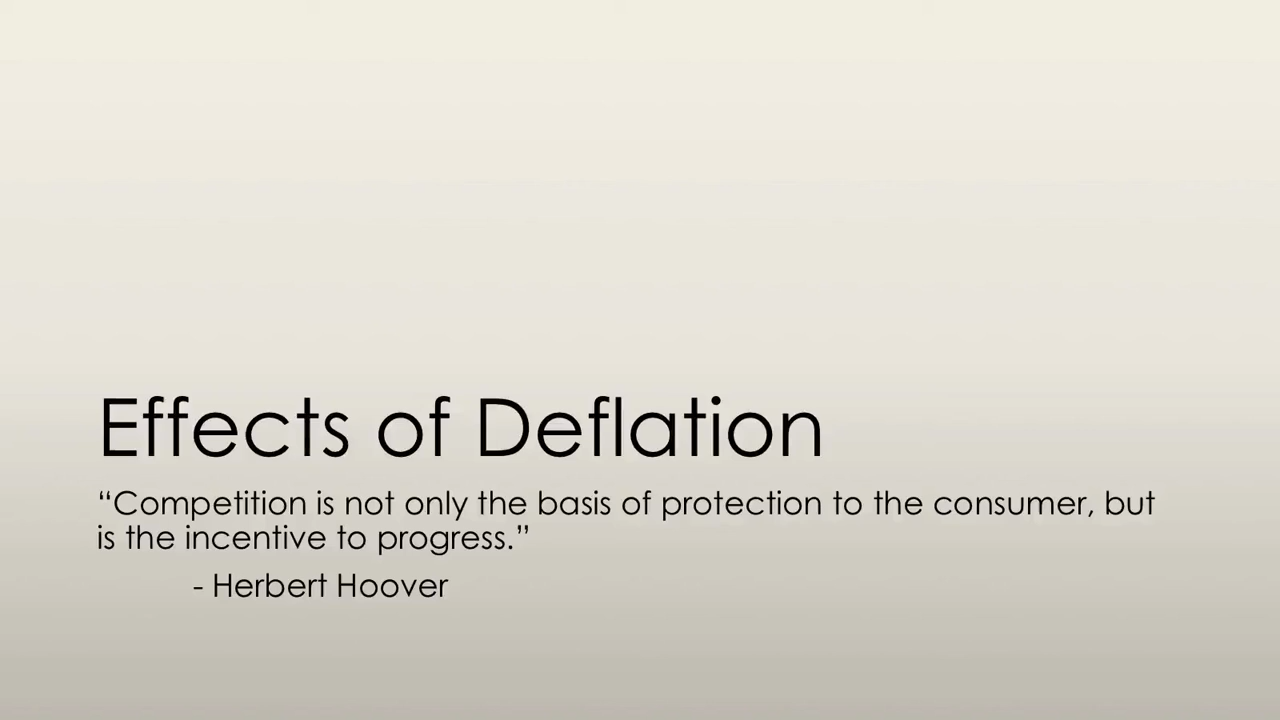 Effects of Deflation
“Competition is not only the basis of protection to the consumer, but
is the incentive to progress.”
- Herbert Hoover